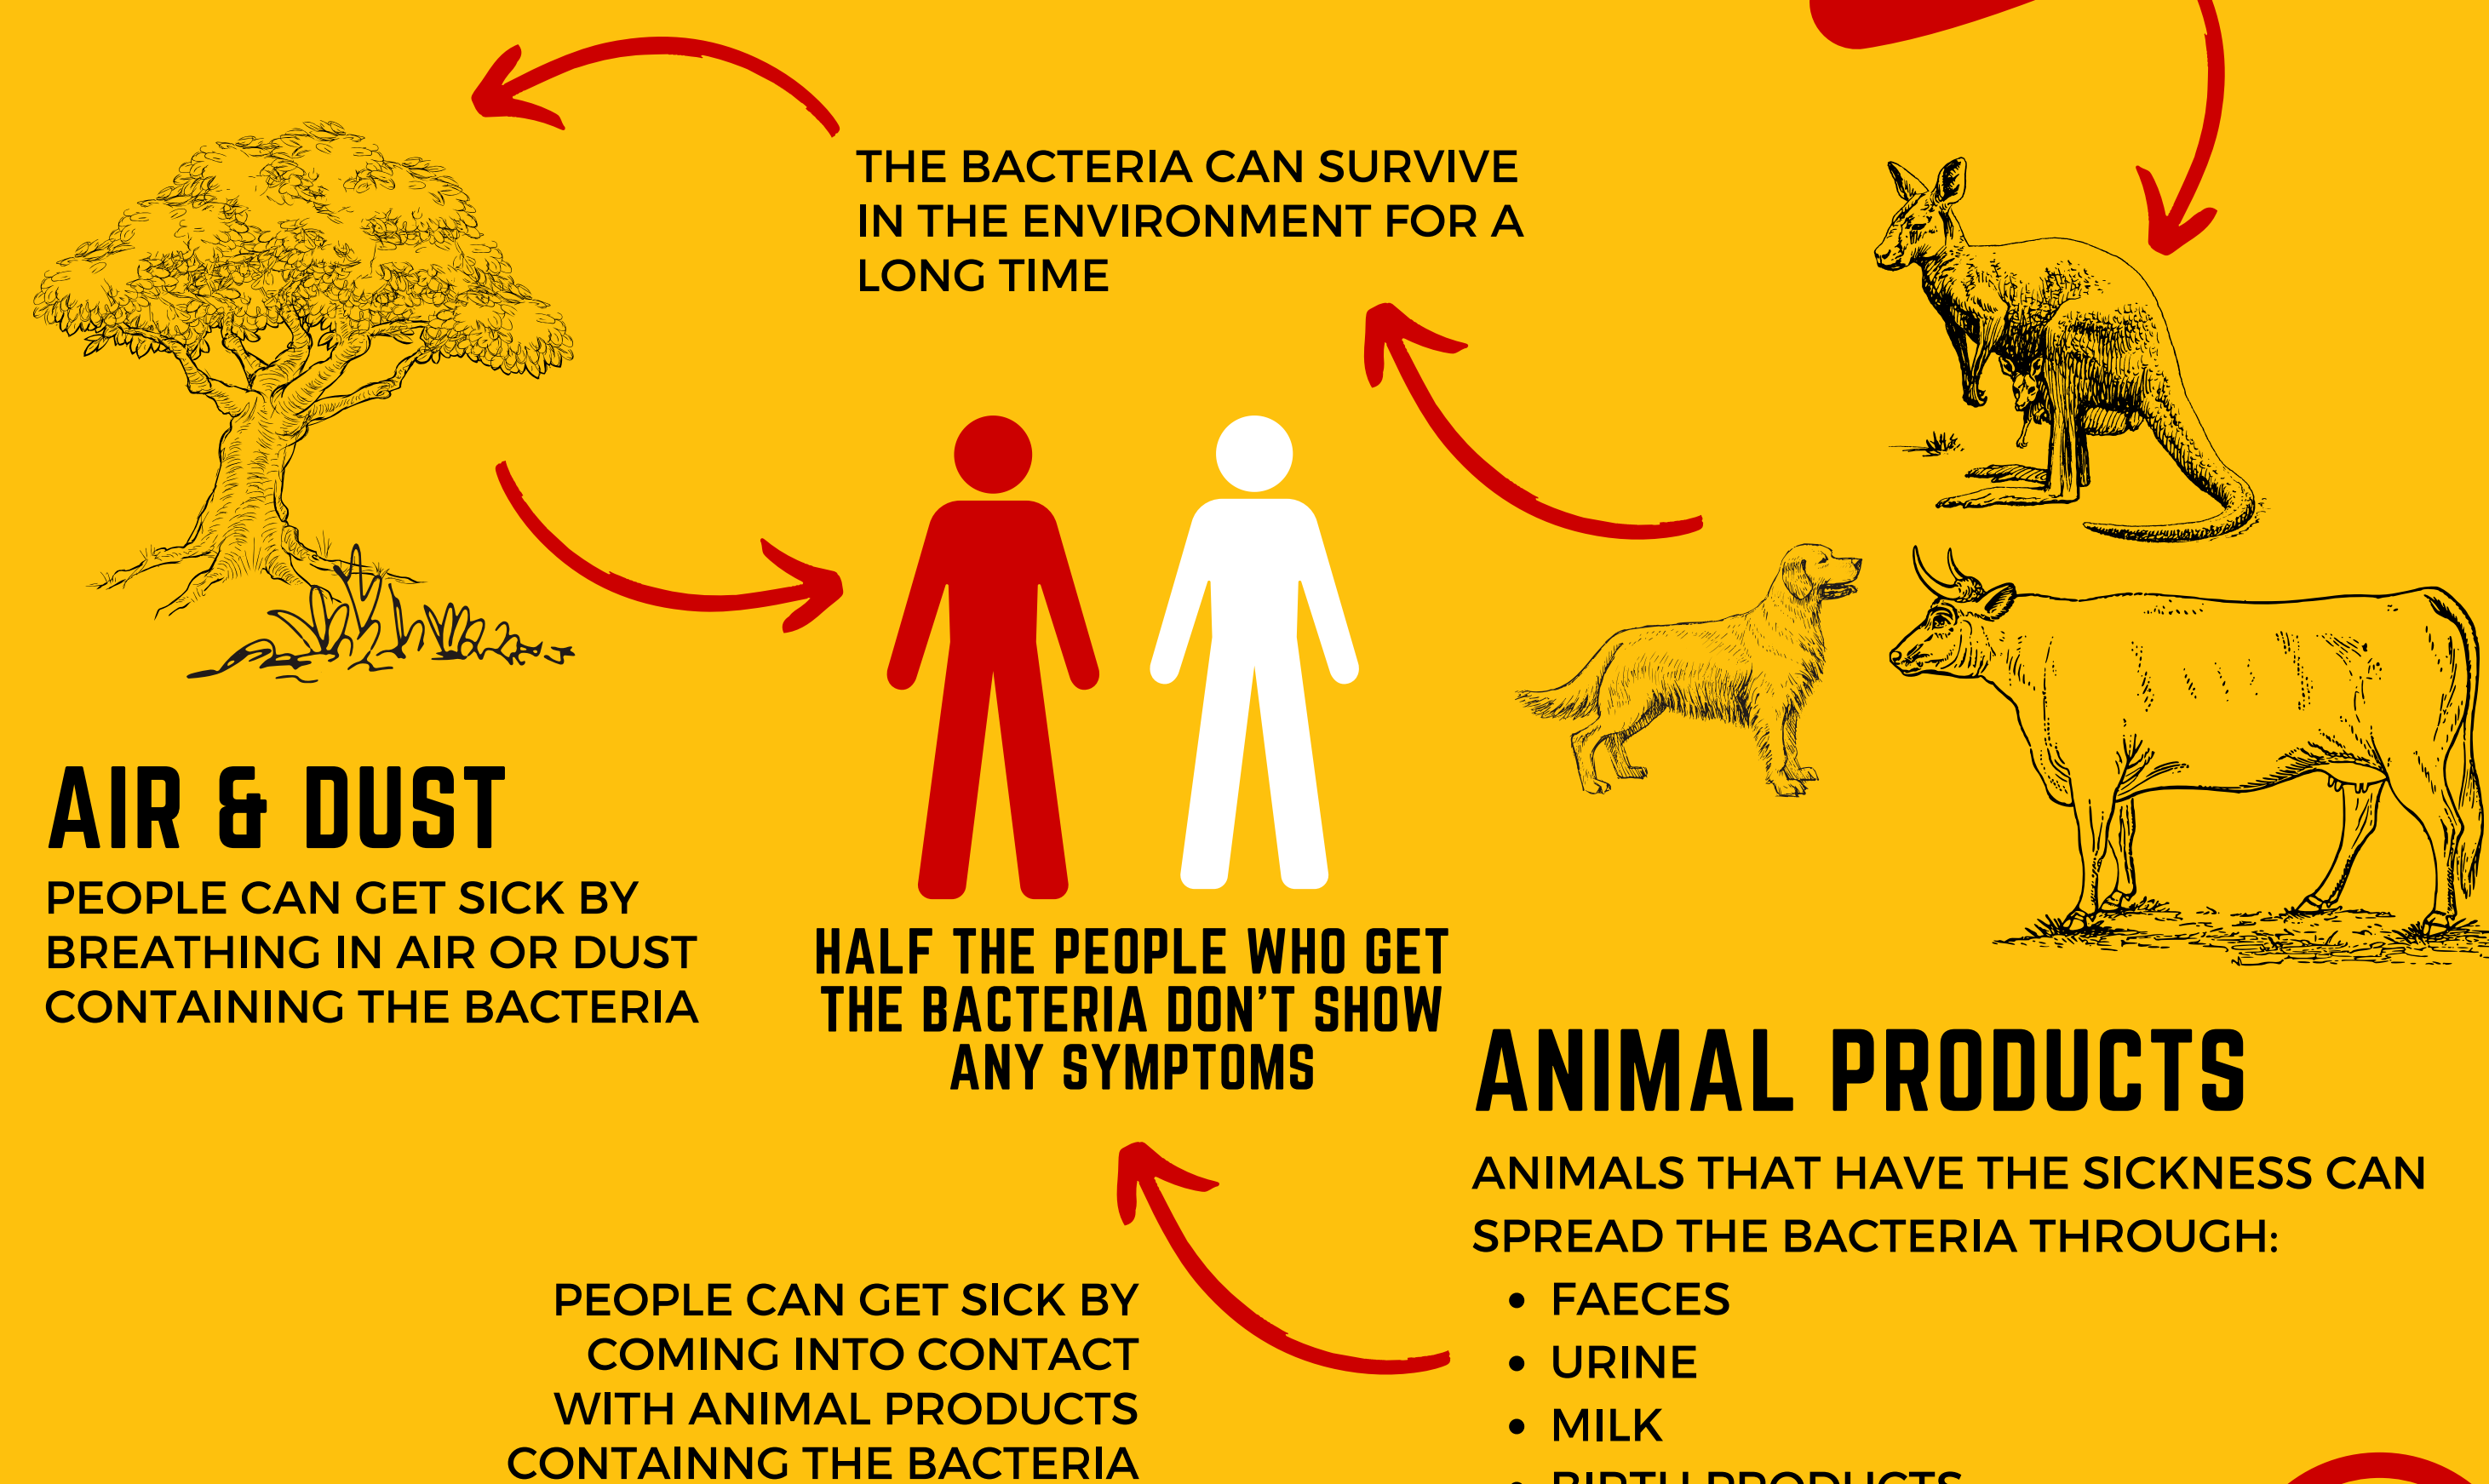 THE BACTERIA CAN SURVIVE
IN THE ENVIRONMENT FOR A
LONG TIME
AIR & DUST
PEOPLE CAN GET SICK BY
BREATHING IN AIR OR DUST
CONTAINING THE BACTERIA
HALF THE PEOPLE WHO GET
THE BACTERIA DON'T SHOW
ANY SYMPTOMS
ANIMAL PRODUCTS
ANIMALS THAT HAVE THE SICKNESS CAN
SPREAD THE BACTERIA THROUGH:
• FAECES
• URINE
• MILK
• BIRTH PRODUCTS
PEOPLE CAN GET SICK BY
COMING INTO CONTACT
WITH ANIMAL PRODUCTS
CONTAINNG THE BACTERIA